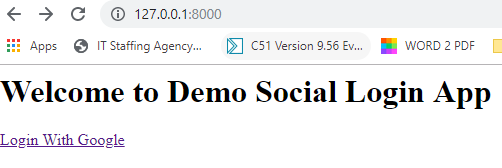 127.0.0.1:8000
Apps IT Staffing Agency... C51 Version 9.56 Ev... WORD 2 PDF
Welcome to Demo Social Login App
Login With Google